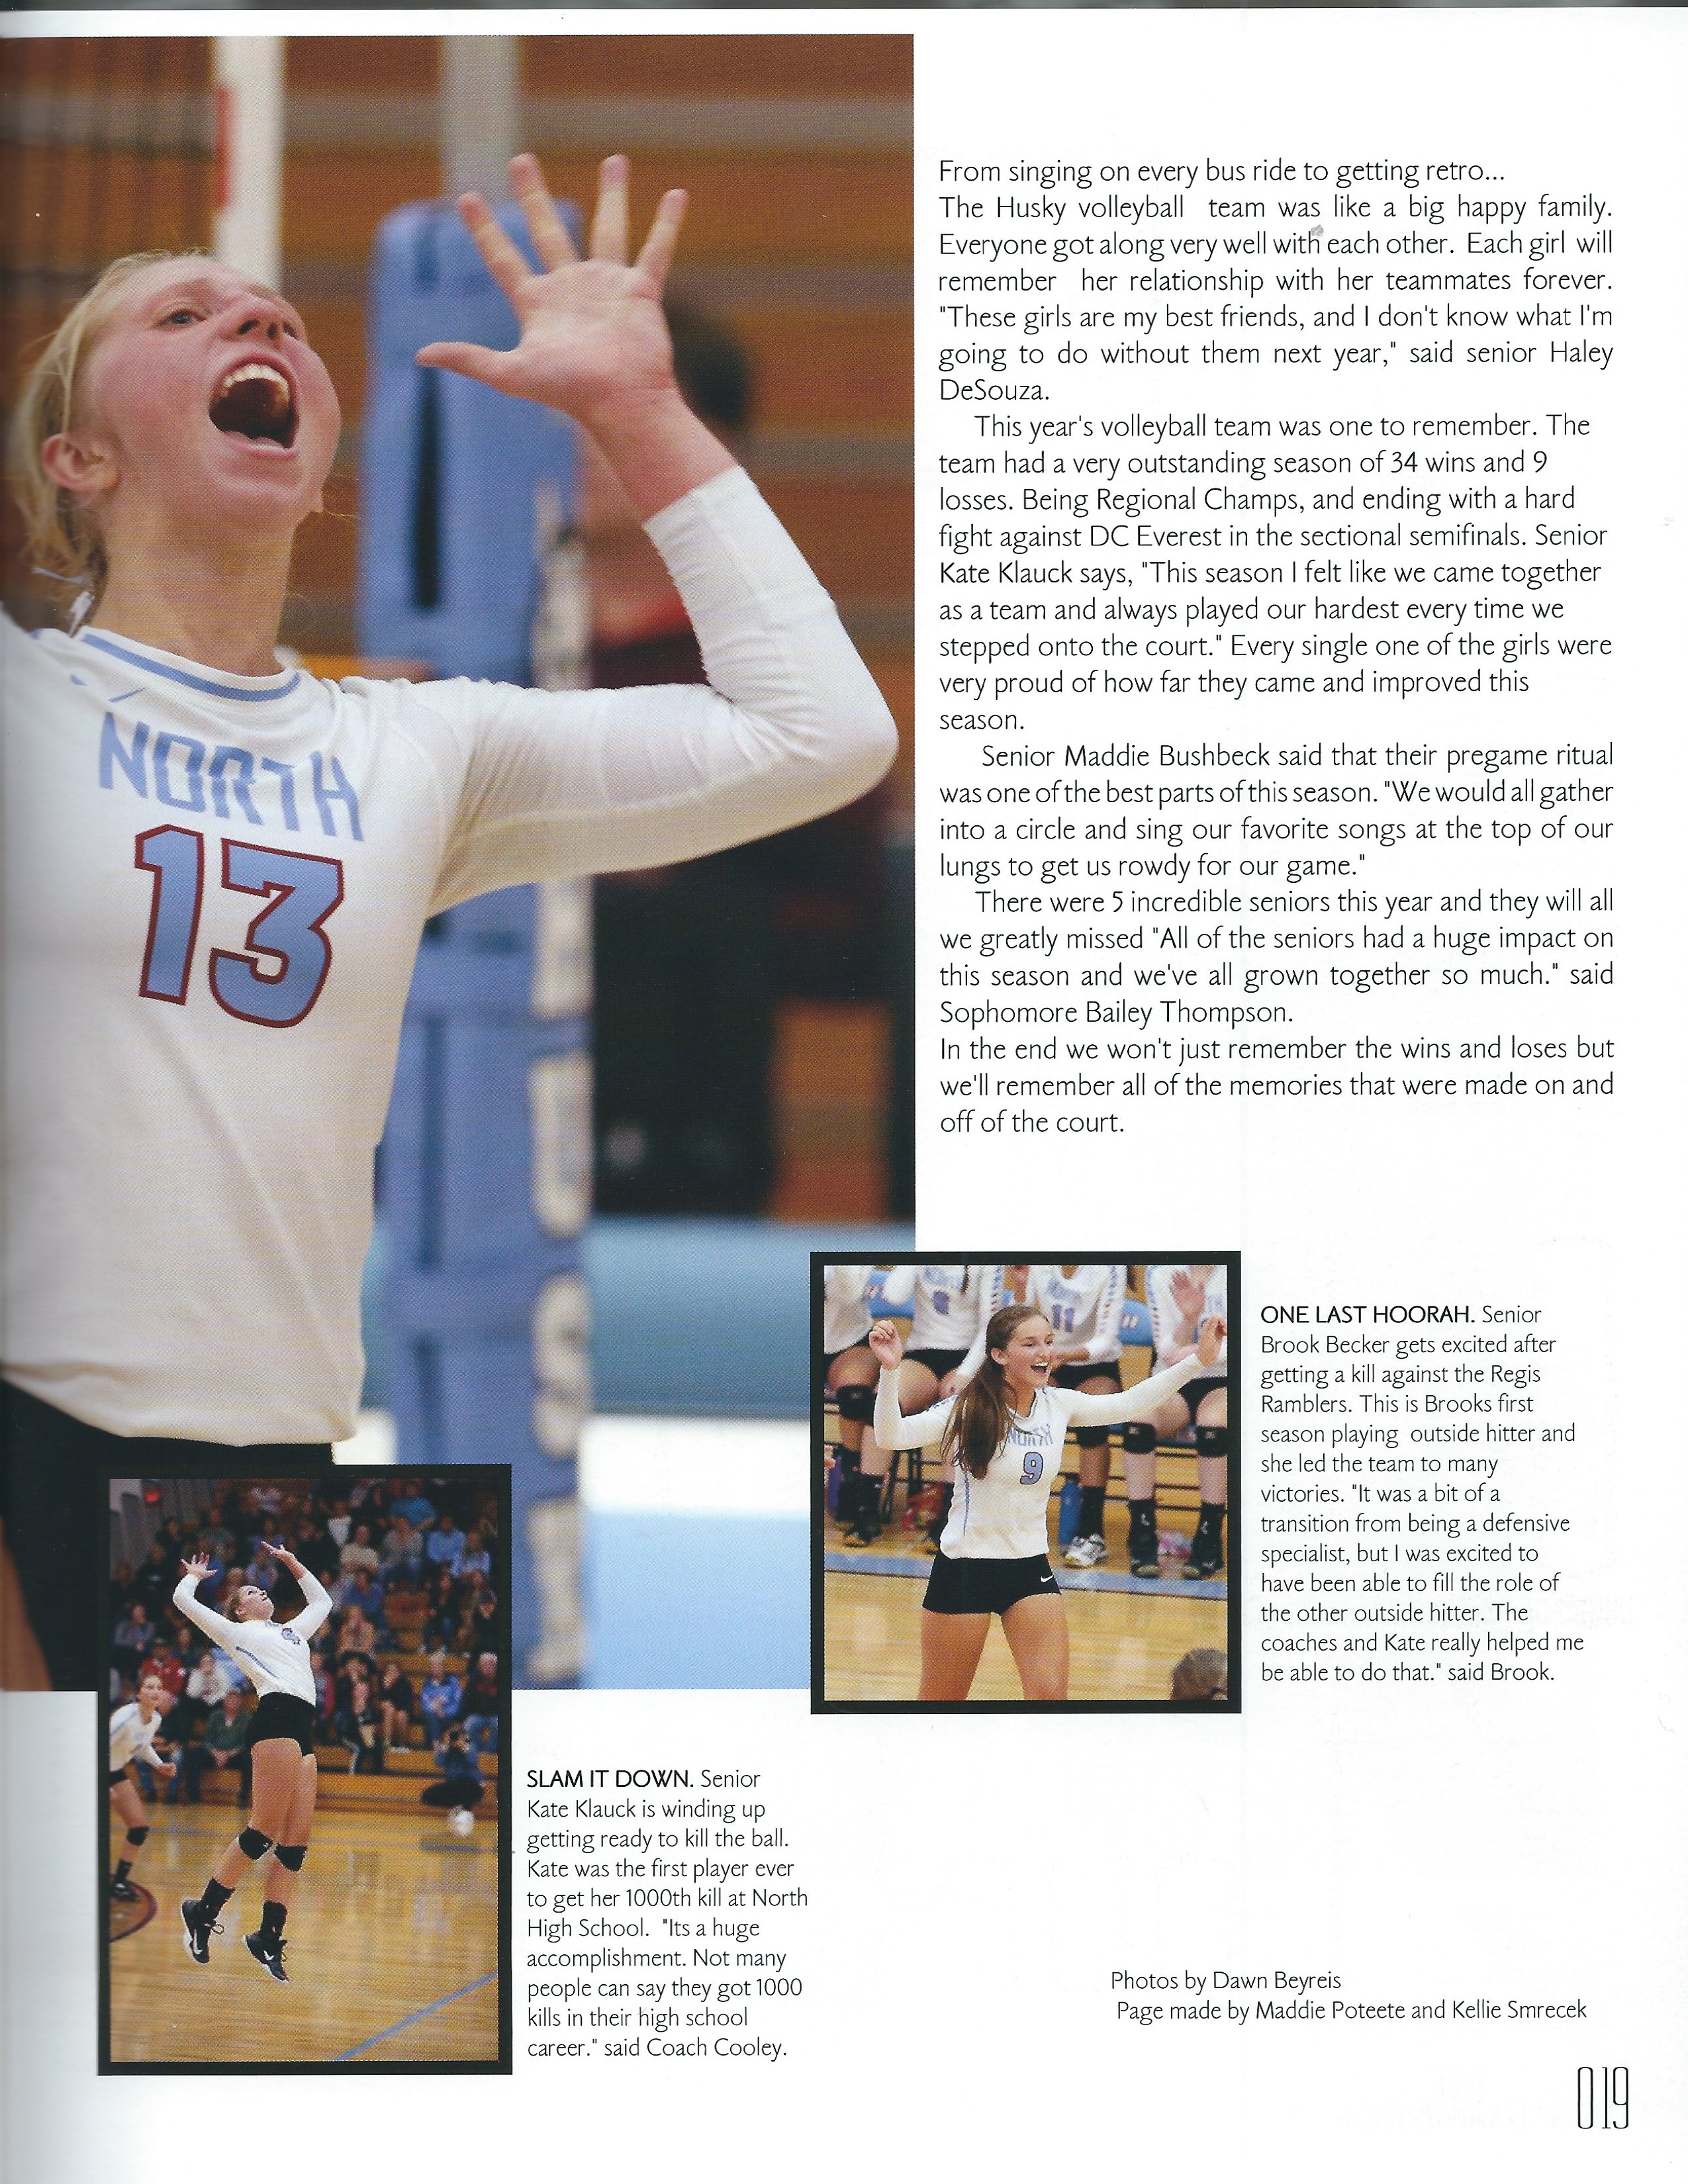 From singing on every bus ride to getting retro...
The Husky volleyball team was like a big happy family.
Everyone got along very well with each other. Each girl will
remember her relationship with her teammates forever.
"These girls are my best friends, and I don't know what I'm
going to do without them next year," said senior Haley
DeSouza.
This year's volleyball team was one to remember. The
team had a very outstanding season of 34 wins and 9
losses. Being Regional Champs, and ending with a hard
fight against DC Everest in the sectional semifinals. Senior
Kate Klauck says, "This season I felt like we came together
as a team and always played our hardest every time we
stepped onto the court." Every single one of the girls were
very proud of how far they came and improved this
season.
Senior Maddie Bushbeck said that their pregame ritual
was one of the best parts of this season. "We would all gather
into a circle and sing our favorite songs at the top of our
lungs to get us rowdy for our game."
There were 5 incredible seniors this year and they will all
we greatly missed "All of the seniors had a huge impact on
this season and we've all grown together so much." said
Sophomore Bailey Thompson.
In the end we won't just remember the wins and loses but
we'll remember all of the memories that were made on and
off of the court.
NORTH
13
NORTH
11
NORTH
9
ONE LAST HOORAH. Senior
Brook Becker gets excited after
getting a kill against the Regis
Ramblers. This is Brooks first
season playing outside hitter and
she led the team to many
victories. "It was a bit of a
transition from being a defensive
specialist, but I was excited to
have been able to fill the role of
the other outside hitter. The
coaches and Kate really helped me
be able to do that." said Brook.
SLAM IT DOWN. Senior
Kate Klauck is winding up
getting ready to kill the ball.
Kate was the first player ever
to get her 1000th kill at North
High School. "Its a huge
accomplishment. Not many
people can say they got 1000
kills in their high school
career." said Coach Cooley.
Photos by Dawn Beyreis
Page made by Maddie Poteete and Kellie Smrecek
019